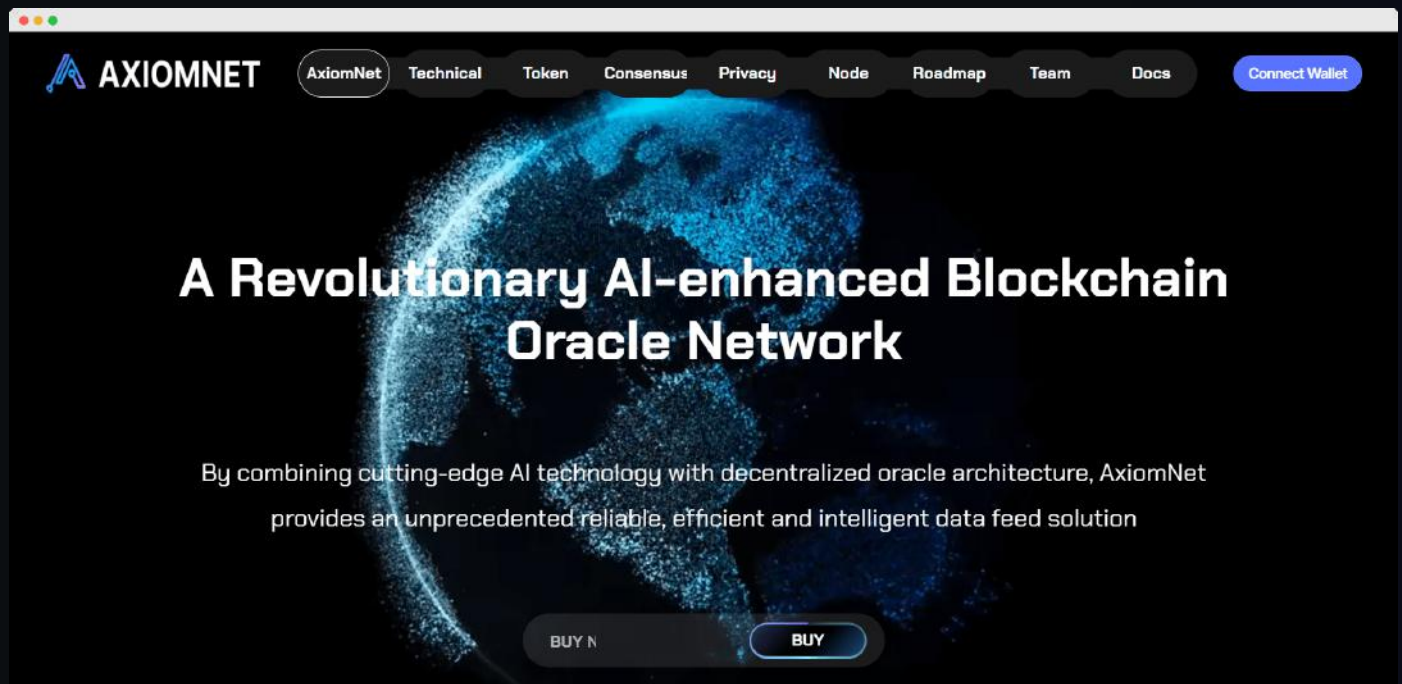 AXIOMNET
AxiomNet Technical Token Consensus Privacy Node Roadmap Team Docs
Connect Wallet
A Revolutionary AI-enhanced Blockchain
Oracle Network
By combining cutting-edge AI technology with decentralized oracle architecture, AxiomNet
provides an unprecedented reliable, efficient and intelligent data feed solution
BUY N
BUY